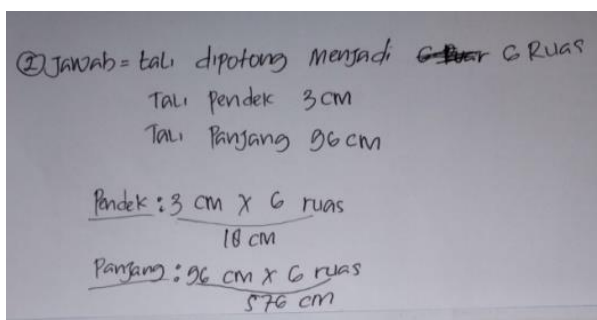 ② Jawab = tali dipotong menjadi 6 Ruas
Tali Pendek 3 cm
Tali Panjang 96 cm
Pendek : 3 cm x 6 ruas
18 cm
Panjang : 96 cm x 6 ruas
576 cm